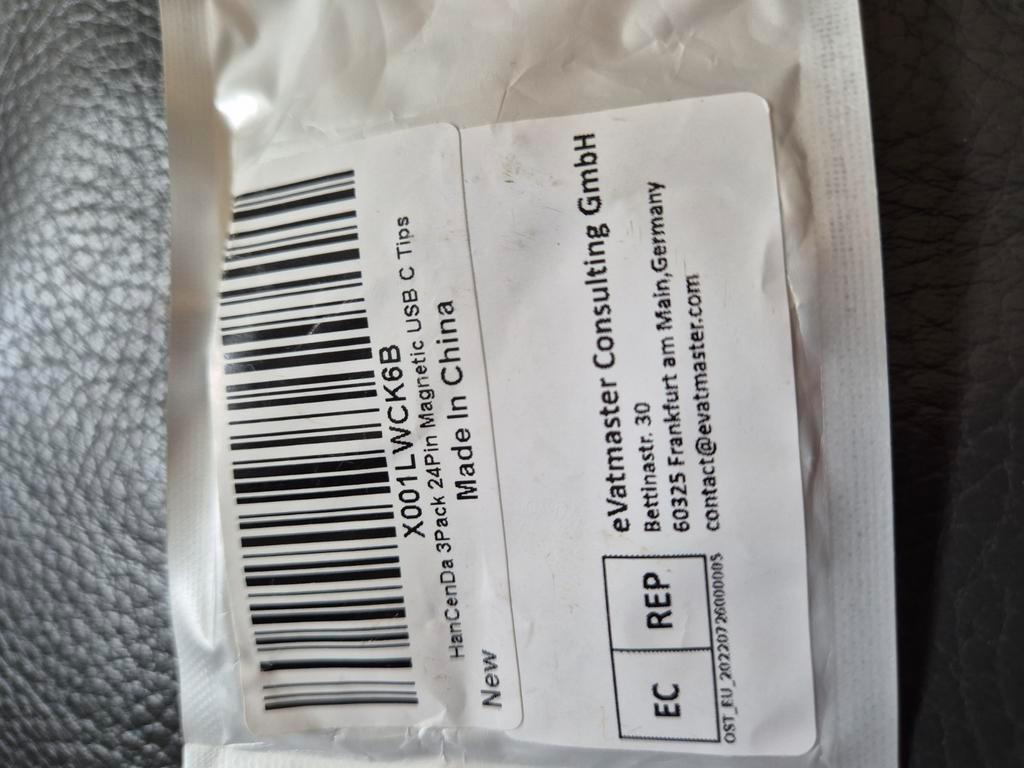 X001LWCK6B
HanCenDa 3Pack 24Pin Magnetic USB C Tips
Made In China
New
EC REP
eVatmaster Consulting GmbH
Bettinastr. 30
60325 Frankfurt am Main,Germany
contact@evatmaster.com
OST_EU_20220726000005